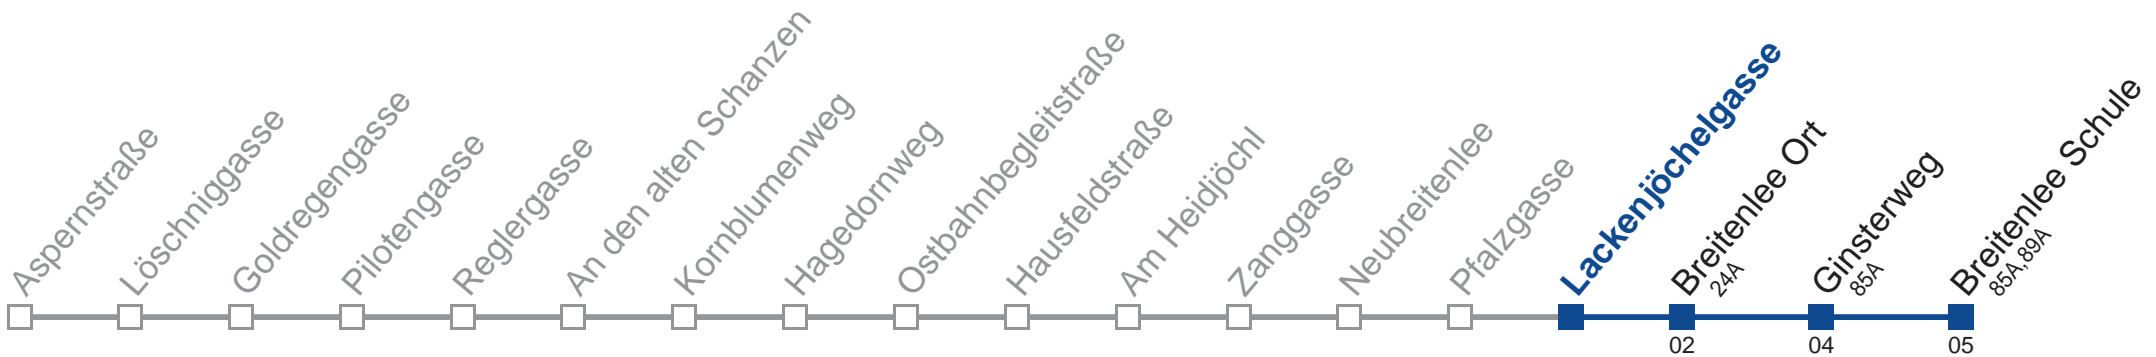 Aspernstraße
Löschniggasse
Goldregengasse
Pilotengasse
Reglergasse
An den alten Schanzen
Kornblumenweg
Hagedornweg
Ostbahnbegleitstraße
Hausfeldstraße
Am Heidjöchl
Zanggasse
Neubreitenlee
Pfalzgasse
Lackenjöchelgasse
Breitenlee Ort
24A
Ginsterweg
85A
Breitenlee Schule
85A, 89A
02
04
05